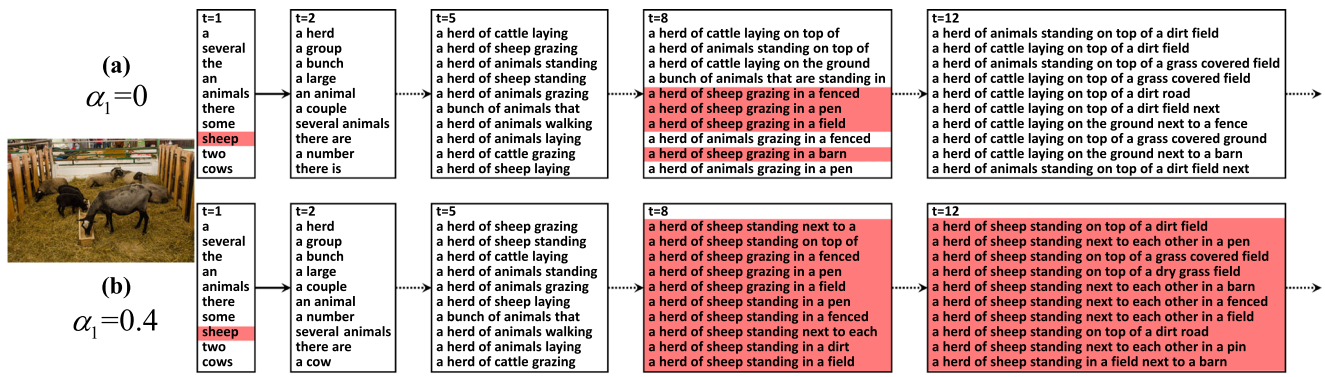 (a)
α₁=0
t=1
a
several
the
an
animals
there
some
sheep
two
cows
t=2
a herd
a group
a bunch
a large
an animal
a couple
several animals
there are
a number
there is
t=5
a herd of cattle laying
a herd of sheep grazing
a herd of animals standing
a herd of sheep standing
a herd of animals grazing
a bunch of animals that
a herd of animals walking
a herd of animals laying
a herd of cattle grazing
a herd of sheep laying
t=8
a herd of cattle laying on top of
a herd of animals standing on top of
a herd of cattle laying on the ground
a bunch of animals that are standing in
a herd of sheep grazing in a fenced
a herd of sheep grazing in a pen
a herd of sheep grazing in a field
a herd of animals grazing in a fenced
a herd of sheep grazing in a barn
a herd of animals grazing in a pen
t=12
a herd of animals standing on top of a dirt field
a herd of cattle laying on top of a dirt field
a herd of animals standing on top of a grass covered field
a herd of cattle laying on top of a grass covered field
a herd of cattle laying on top of a dirt road
a herd of cattle laying on top of a dirt field next
a herd of cattle laying on the ground next to a fence
a herd of cattle laying on top of a grass covered ground
a herd of cattle laying on the ground next to a barn
a herd of animals standing on top of a dirt field next
(b)
α₁=0.4
t=1
a
several
the
an
animals
there
some
sheep
two
cows
t=2
a herd
a group
a bunch
a large
a couple
an animal
a number
several animals
there are
a cow
t=5
a herd of sheep grazing
a herd of sheep standing
a herd of cattle laying
a herd of animals standing
a herd of animals grazing
a herd of sheep laying
a bunch of animals that
a herd of animals walking
a herd of animals laying
a herd of cattle grazing
t=8
a herd of sheep standing next to a
a herd of sheep standing on top of
a herd of sheep grazing in a fenced
a herd of sheep grazing in a pen
a herd of sheep grazing in a field
a herd of sheep standing in a pen
a herd of sheep standing in a fenced
a herd of sheep standing next to each
a herd of sheep standing in a dirt
a herd of sheep standing in a field
t=12
a herd of sheep standing on top of a dirt field
a herd of sheep standing next to each other in a pen
a herd of sheep standing on top of a grass covered field
a herd of sheep standing on top of a dry grass field
a herd of sheep standing next to each other in a barn
a herd of sheep standing next to each other in a fenced
a herd of sheep standing next to each other in a field
a herd of sheep standing on top of a dirt road
a herd of sheep standing next to each other in a pin
a herd of sheep standing in a field next to a barn